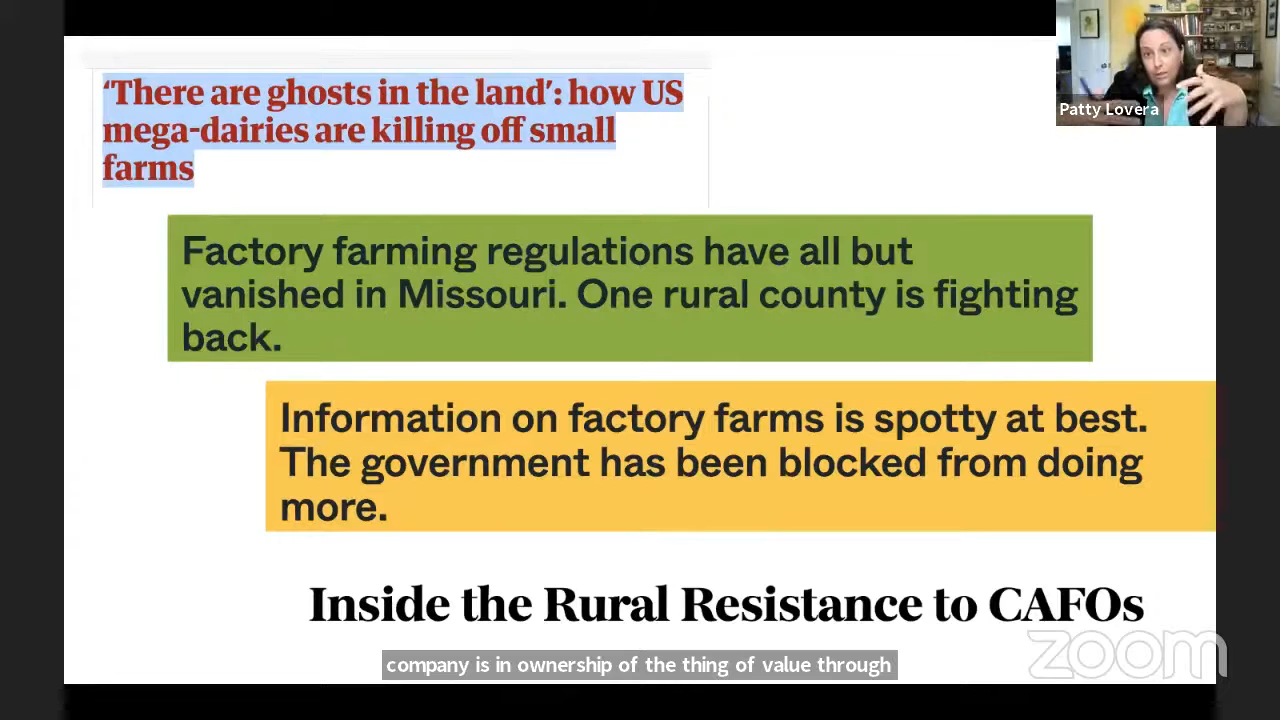 ‘There are ghosts in the land’: how US
mega-dairies are killing off small
farms
Patty Lovera
Factory farming regulations have all but
vanished in Missouri. One rural county is fighting
back.
Information on factory farms is spotty at best.
The government has been blocked from doing
more.
Inside the Rural Resistance to CAFOs
zoom
company is in ownership of the thing of value through